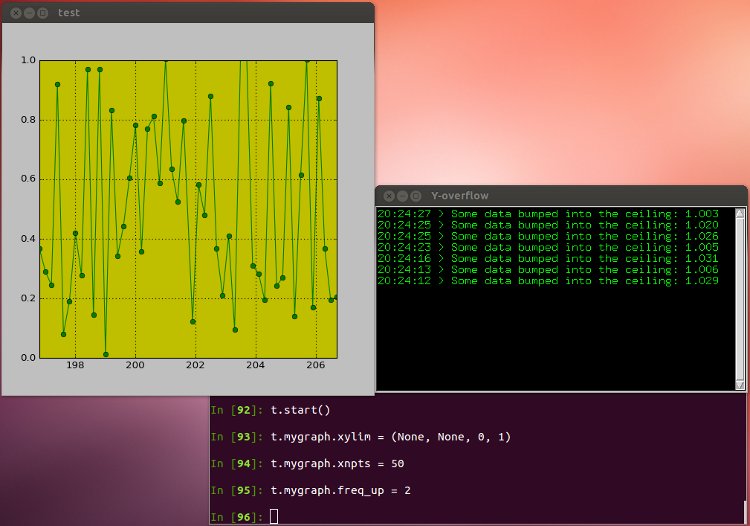 test
1.0
0.8
0.6
0.4
0.2
0.0
198 200 202 204 206
Y-overflow
20:24:27 > Some data bumped into the ceiling: 1.003
20:24:25 > Some data bumped into the ceiling: 1.020
20:24:25 > Some data bumped into the ceiling: 1.026
20:24:23 > Some data bumped into the ceiling: 1.005
20:24:16 > Some data bumped into the ceiling: 1.031
20:24:13 > Some data bumped into the ceiling: 1.006
20:24:12 > Some data bumped into the ceiling: 1.029
In [92]: t.start()
In [93]: t.mygraph.xylim = (None, None, 0, 1)
In [94]: t.mygraph.xnpts = 50
In [95]: t.mygraph.freq_up = 2
In [96]: